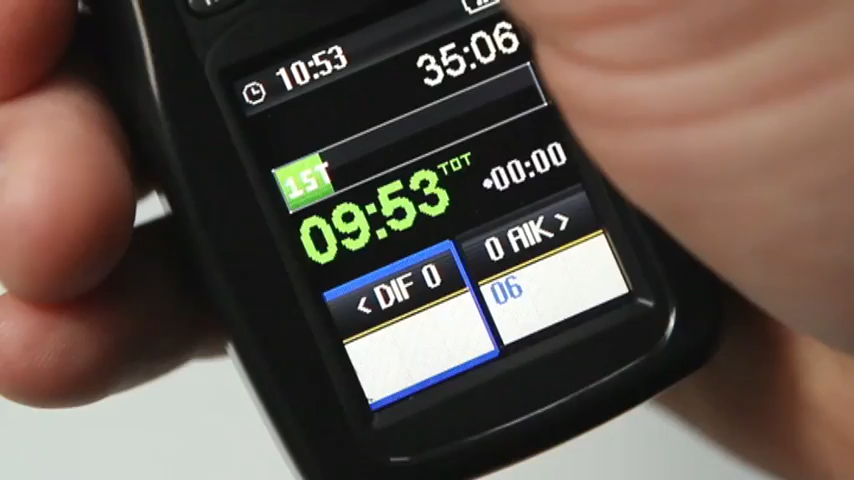 10:53 35:06
1ST
09:53 TOT +00:00
< DIF 0 0 AIK >
06